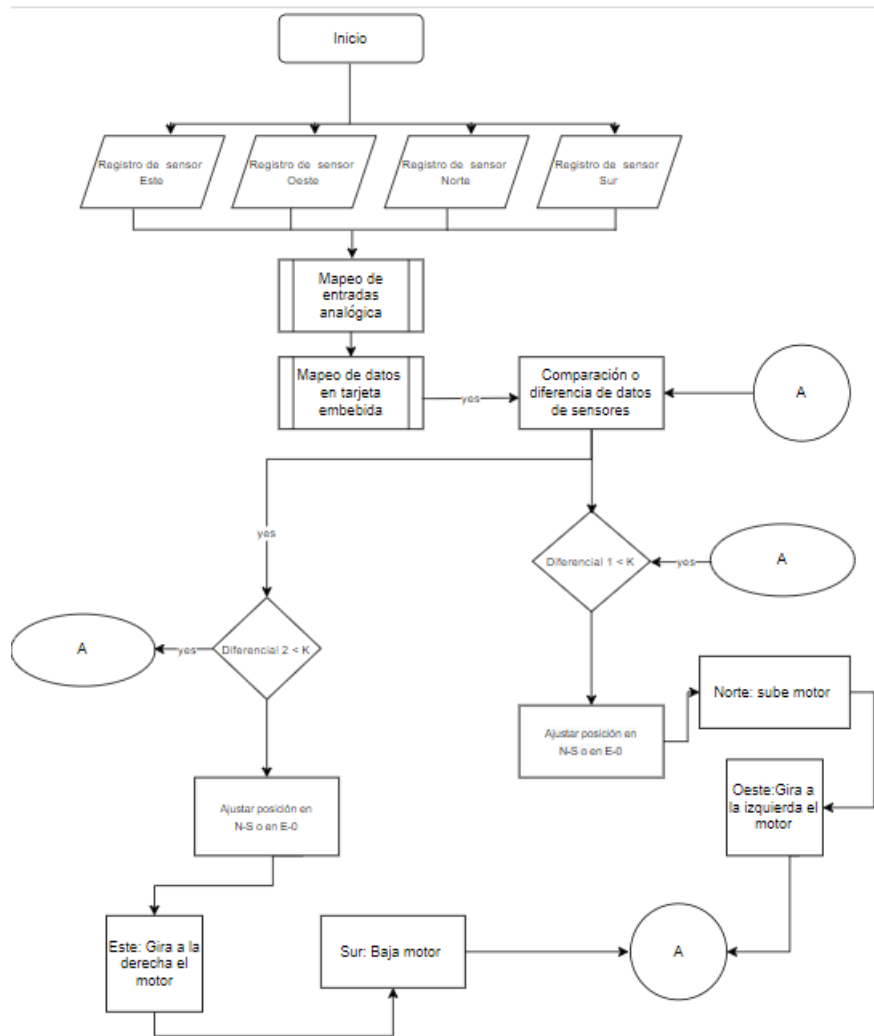 Inicio
Registro de sensor
Este
Registro de sensor
Oeste
Registro de sensor
Norte
Registro de sensor
Sur
Mapeo de
entradas
analógica
Mapeo de datos
en tarjeta
embebida
yes
Comparación o
diferencia de datos
de sensores
A
yes
Diferencial 1 < K
yes
A
A
yes
Diferencial 2 < K
Ajustar posición en
N-S o en E-0
Norte: sube motor
Oeste:Gira a
la izquierda el
motor
Ajustar posición en
N-S o en E-0
Este: Gira a la
derecha el
motor
Sur: Baja motor
A